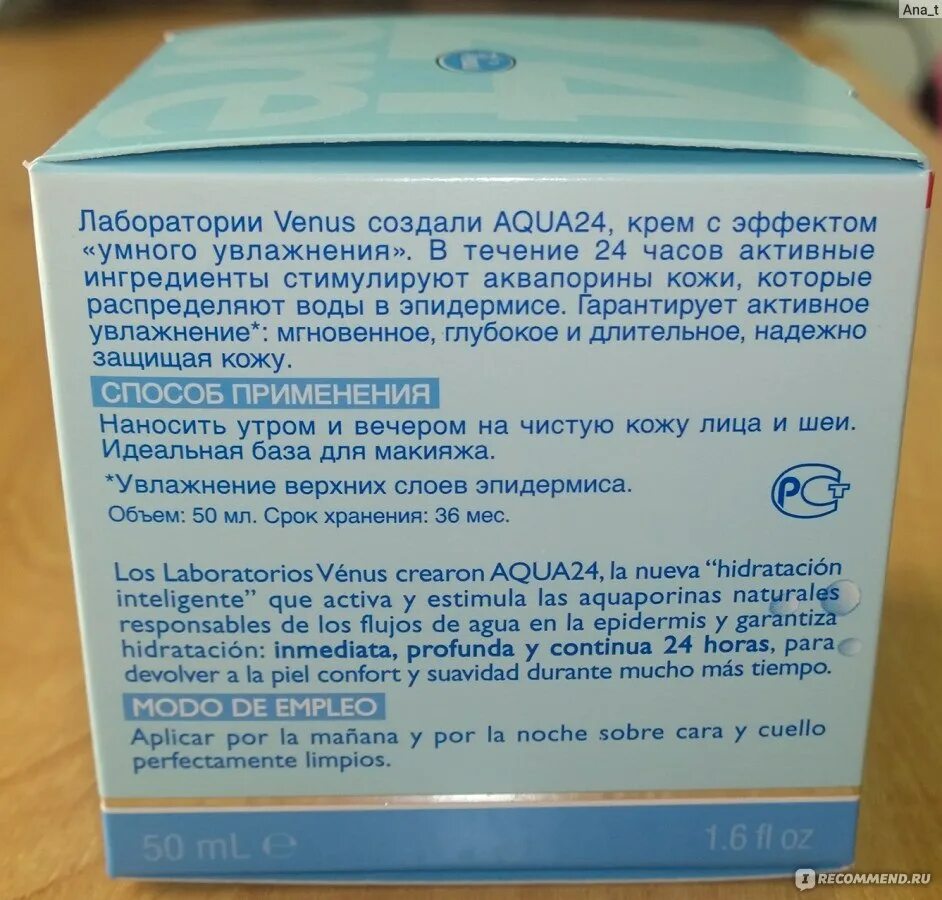 Ana_t
24
ore
Лаборатории Venus создали AQUA24, крем с эффектом
«умного увлажнения». В течение 24 часов активные
ингредиенты стимулируют аквапорины кожи, которые
распределяют воды в эпидермисе. Гарантирует активное
увлажнение*: мгновенное, глубокое и длительное, надежно
защищая кожу.
СПОСОБ ПРИМЕНЕНИЯ
Наносить утром и вечером на чистую кожу лица и шеи.
Идеальная база для макияжа.
*Увлажнение верхних слоев эпидермиса.
Объем: 50 мл. Срок хранения: 36 мес.
РСТ
Los Laboratorios Vénus crearon AQUA24, la nueva “hidratación
inteligente” que activa y estimula las aquaporinas naturales
responsables de los flujos de agua en la epidermis y garantiza
hidratación: inmediata, profunda y continua 24 horas, para
devolver a la piel confort y suavidad durante mucho más tiempo.
MODO DE EMPLEO
Aplicar por la mañana y por la noche sobre cara y cuello
perfectamente limpios.
50 mL ℮ 1.6 fl oz
IRECOMMEND.RU